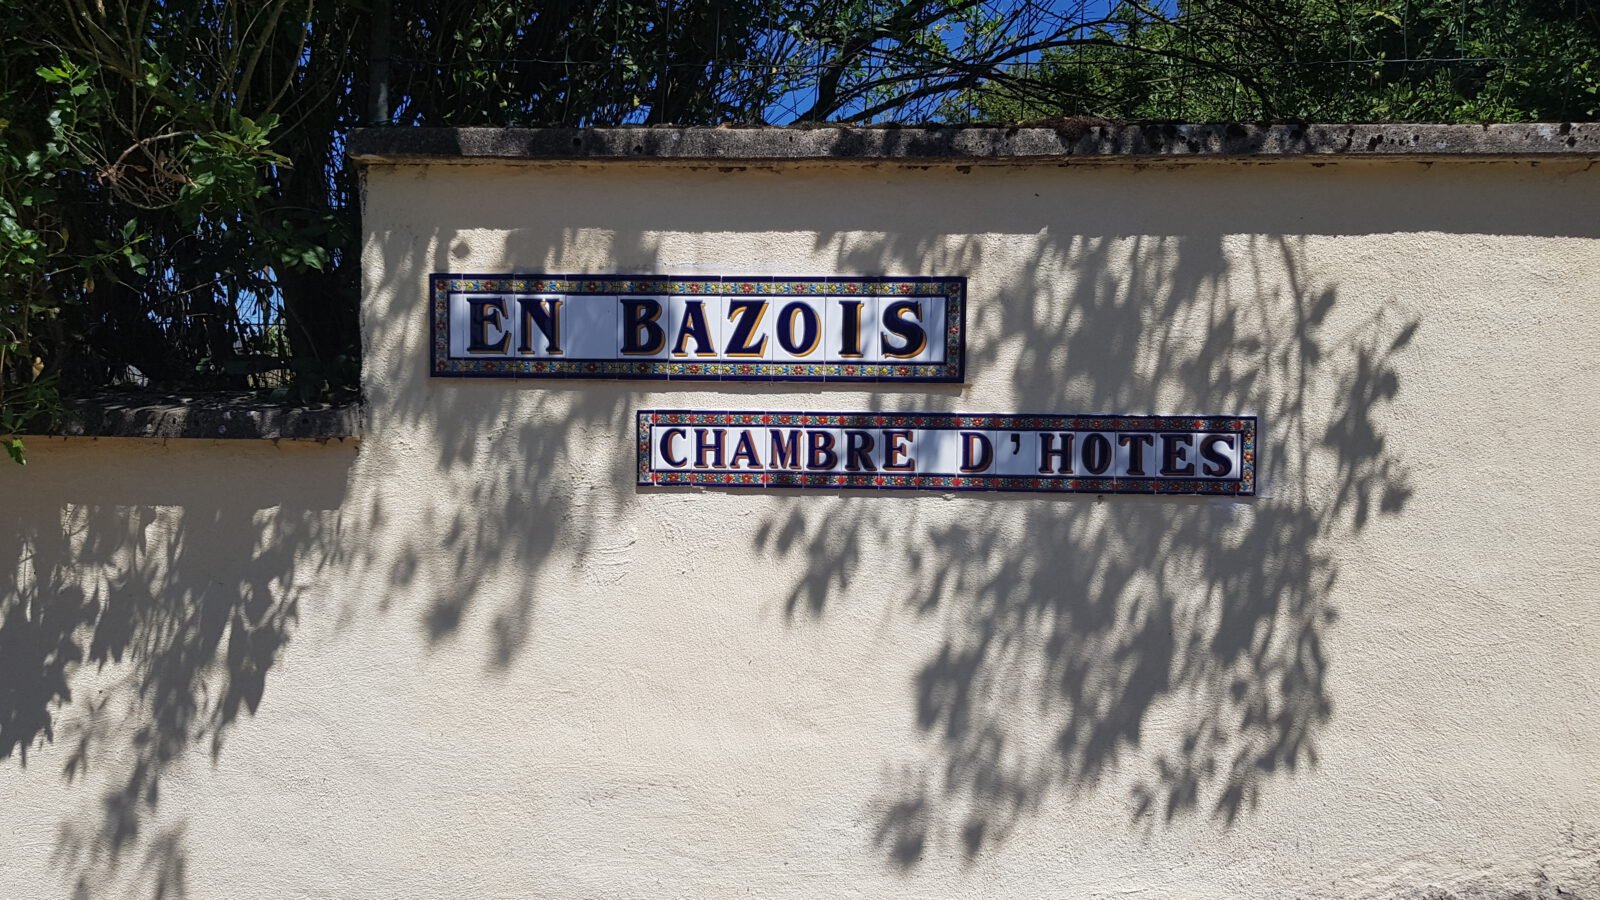 EN BAZOIS
CHAMBRE D'HOTES